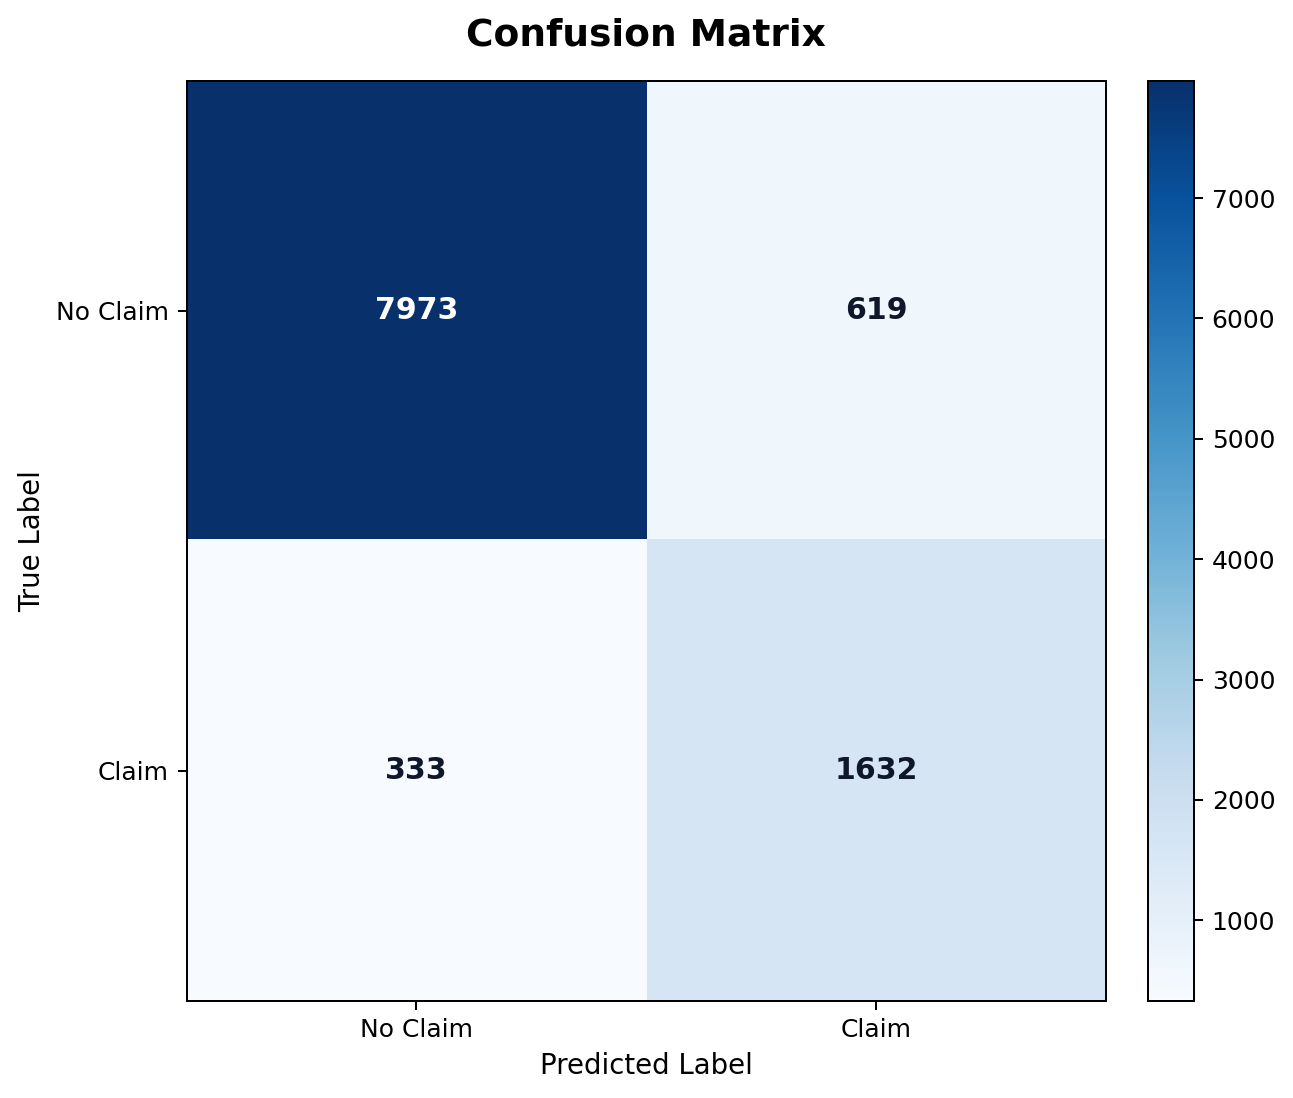 Confusion Matrix
True Label
No Claim
Claim
7973
619
333
1632
No Claim
Claim
Predicted Label
7000
6000
5000
4000
3000
2000
1000